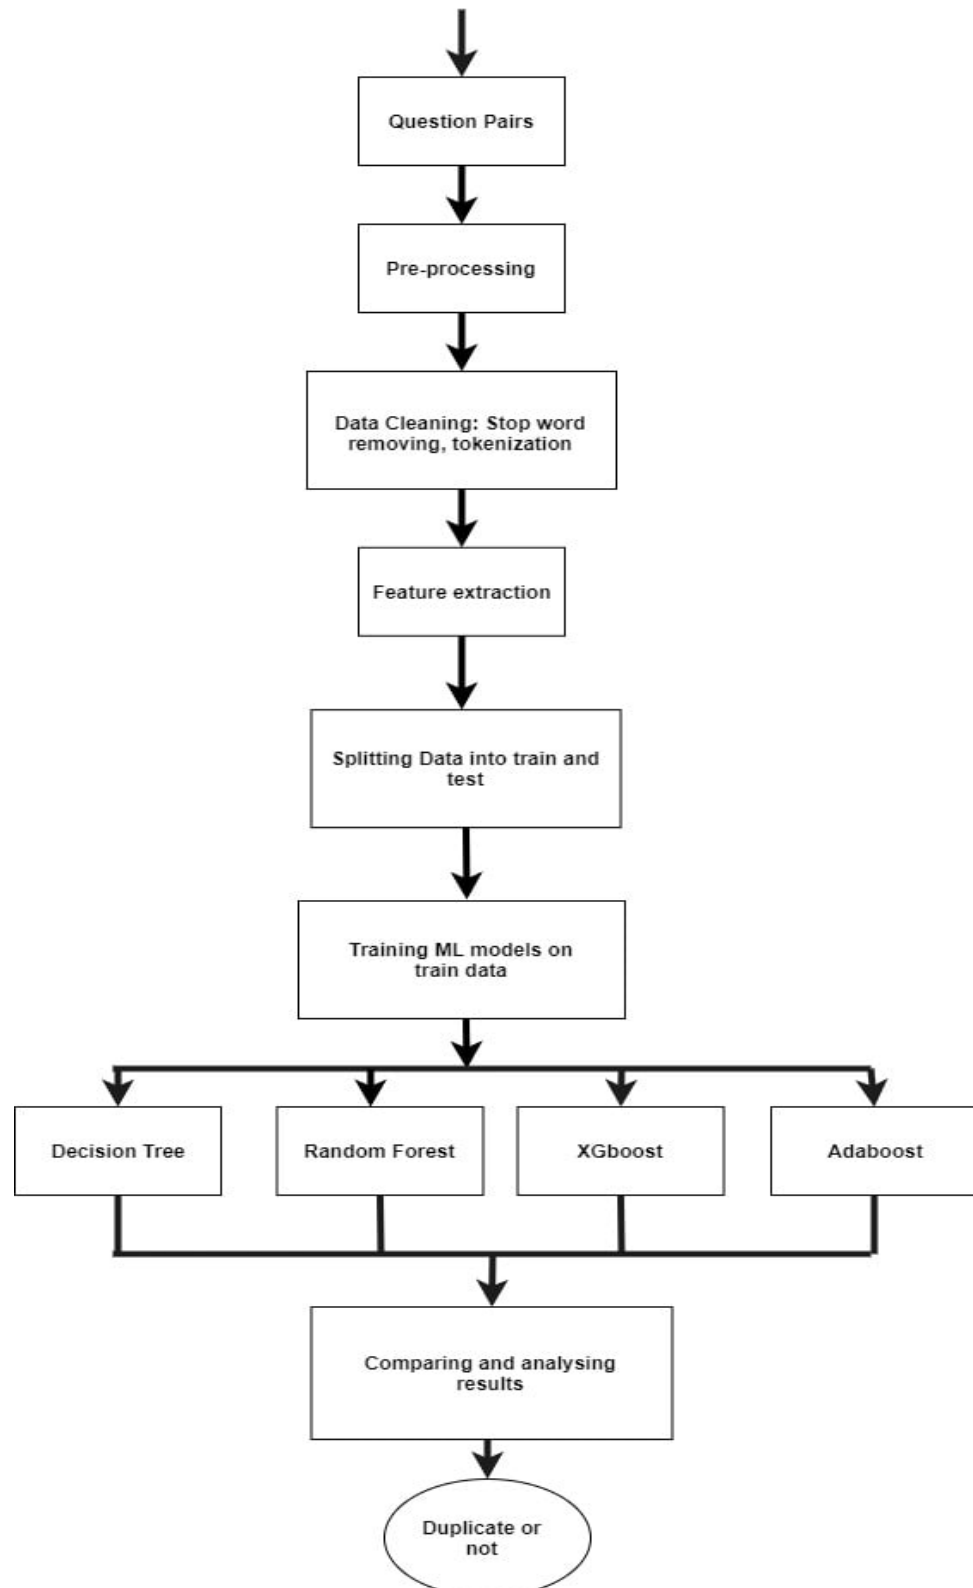 Question Pairs
Pre-processing
Data Cleaning: Stop word
removing, tokenization
Feature extraction
Splitting Data into train and
test
Training ML models on
train data
Decision Tree
Random Forest
XGboost
Adaboost
Comparing and analysing
results
Duplicate or
not